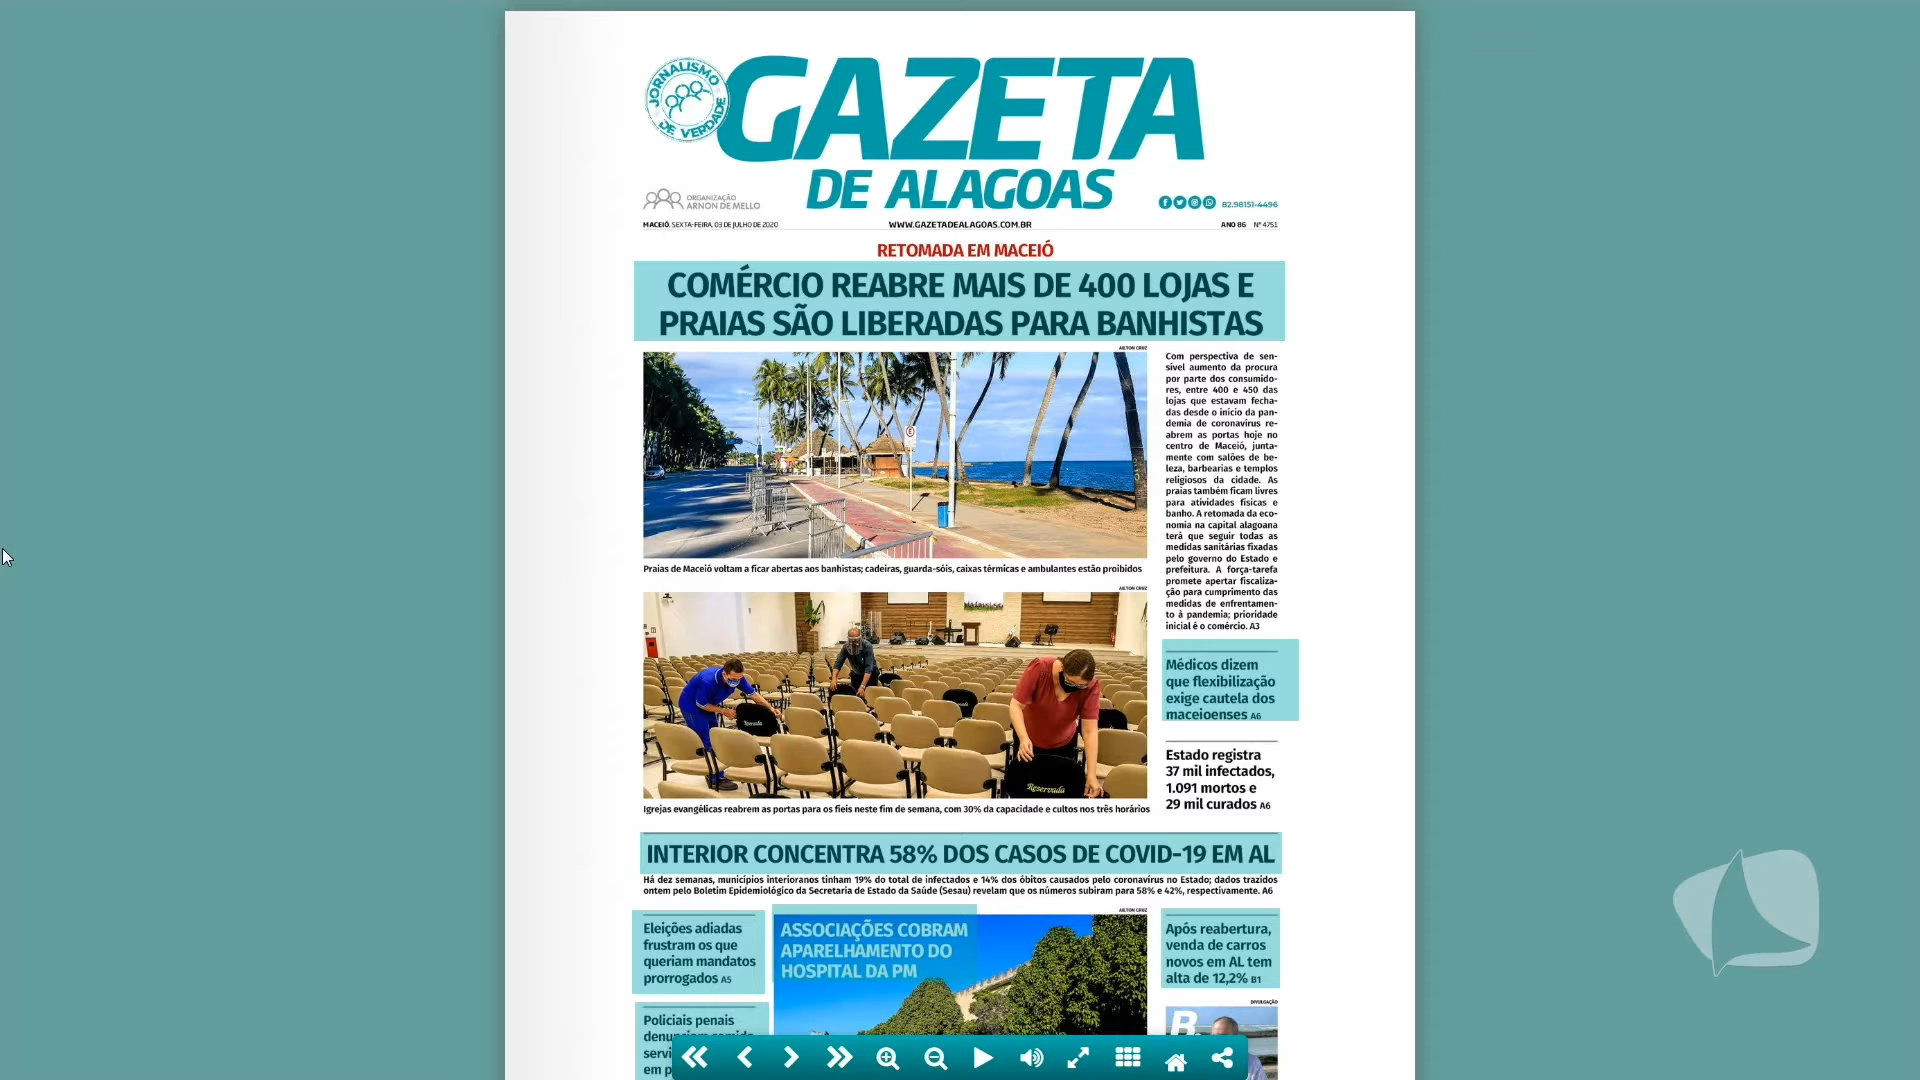 JORNALISMO
DE VERDADE
GAZETA
DE ALAGOAS
ORGANIZAÇÃO
ARNON DE MELLO
82.98151-4496
MACEIÓ, SEXTA-FEIRA, 03 DE JULHO DE 2020
WWW.GAZETADEALAGOAS.COM.BR
ANO 86 Nº 4751
RETOMADA EM MACEIÓ
COMÉRCIO REABRE MAIS DE 400 LOJAS E
PRAIAS SÃO LIBERADAS PARA BANHISTAS
AILTON CRUZ
Praias de Maceió voltam a ficar abertas aos banhistas; cadeiras, guarda-sóis, caixas térmicas e ambulantes estão proibidos
AILTON CRUZ
Reservada
Reservada
Igrejas evangélicas reabrem as portas para os fieis neste fim de semana, com 30% da capacidade e cultos nos três horários
Com perspectiva de sen-
sível aumento da procura
por parte dos consumido-
res, entre 400 e 450 das
lojas que estavam fecha-
das desde o início da pan-
demia de coronavírus re-
abrem as portas hoje no
centro de Maceió, junta-
mente com salões de be-
leza, barbearias e templos
religiosos da cidade. As
praias também ficam livres
para atividades físicas e
banho. A retomada da eco-
nomia na capital alagoana
terá que seguir todas as
medidas sanitárias fixadas
pelo governo do Estado e
prefeitura. A força-tarefa
promete apertar fiscaliza-
ção para cumprimento das
medidas de enfrentamen-
to à pandemia; prioridade
inicial é o comércio. A3
Médicos dizem
que flexibilização
exige cautela dos
maceioenses A6
Estado registra
37 mil infectados,
1.091 mortos e
29 mil curados A6
INTERIOR CONCENTRA 58% DOS CASOS DE COVID-19 EM AL
Há dez semanas, municípios interioranos tinham 19% do total de infectados e 14% dos óbitos causados pelo coronavírus no Estado; dados trazidos
ontem pelo Boletim Epidemiológico da Secretaria de Estado da Saúde (Sesau) revelam que os números subiram para 58% e 42%, respectivamente. A6
Eleições adiadas
frustram os que
queriam mandatos
prorrogados A5
Policiais penais
AILTON CRUZ
ASSOCIAÇÕES COBRAM
APARELHAMENTO DO
HOSPITAL DA PM
Após reabertura,
venda de carros
novos em AL tem
alta de 12,2% B1
DIVULGAÇÃO
B